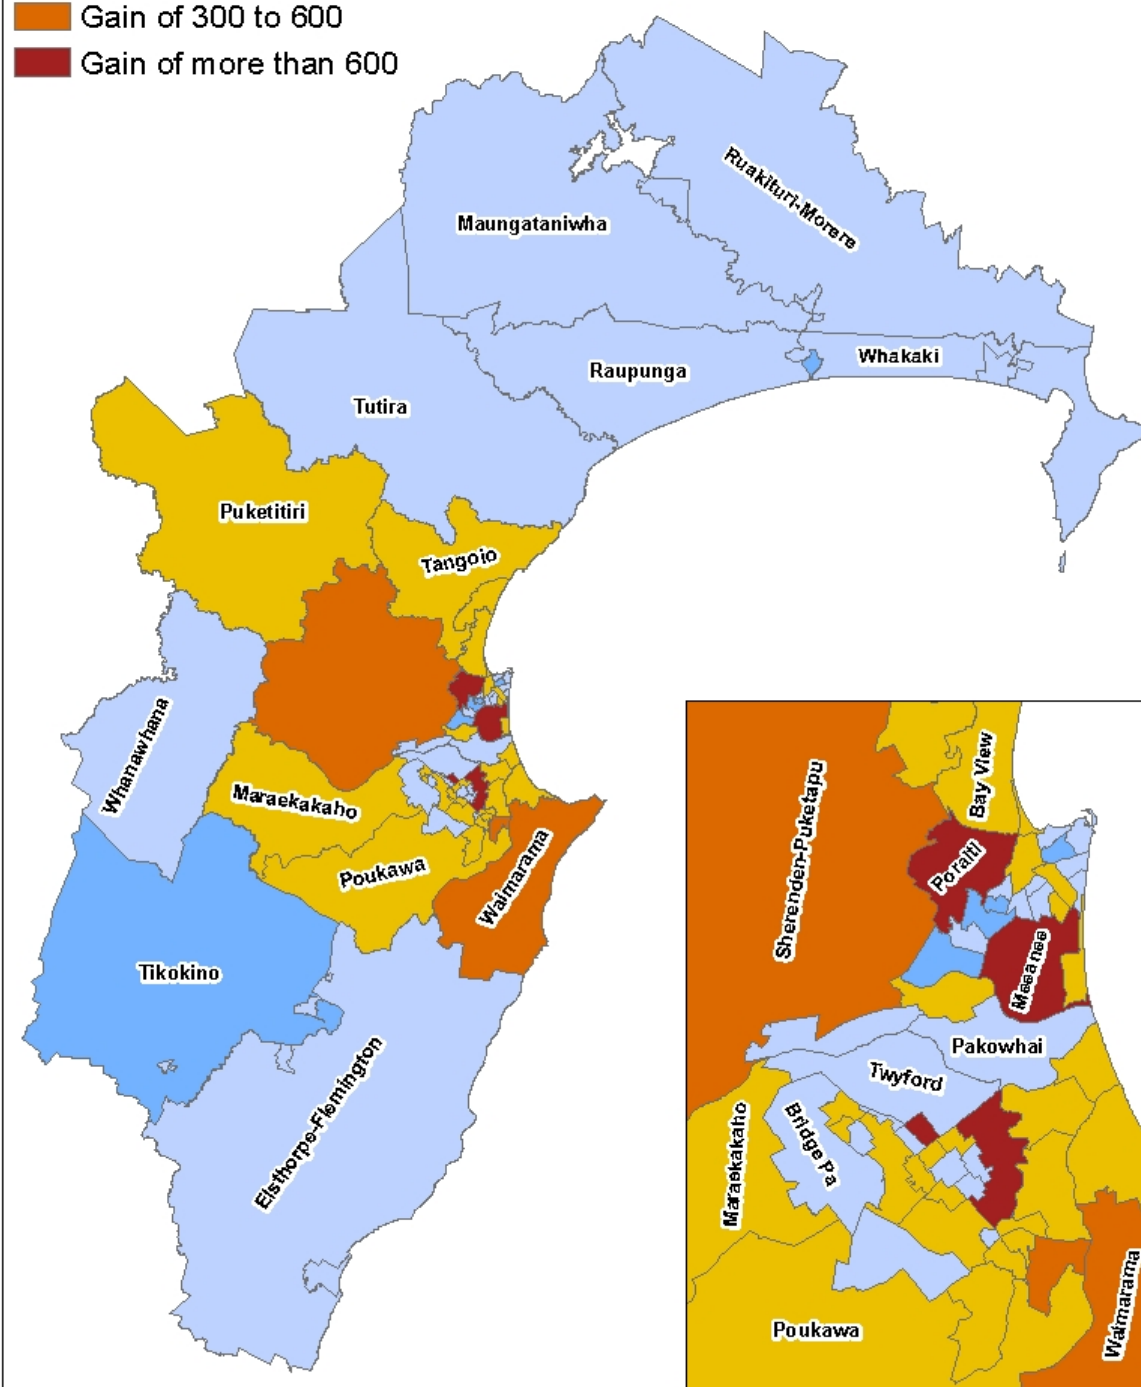 Gain of 300 to 600
Gain of more than 600
Ruakituri-Morere
Maungataniwha
Whakaki
Raupunga
Tutira
Puketitiri
Tangoio
Whanawhana
Maraekakaho
Poukawa
Waimarama
Tikokino
Elsthorpe-Flemington
Bay View
Sherenden-Puketapu
Poraiti
Meeanee
Pakowhai
Twyford
Bridge Pa
Maraekakaho
Waimarama
Poukawa